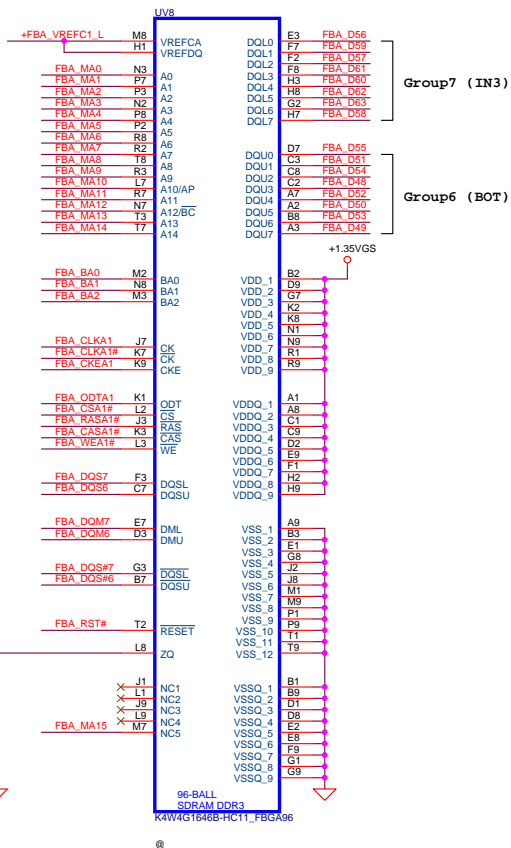 UV8
+FBA_VREFC1_L M8 VREFCA
H1 VREFDQ
FBA_MA0 N3 A0
FBA_MA1 P7 A1
FBA_MA2 P3 A2
FBA_MA3 N2 A3
FBA_MA4 P8 A4
FBA_MA5 P2 A5
FBA_MA6 R8 A6
FBA_MA7 R2 A7
FBA_MA8 T8 A8
FBA_MA9 R3 A9
FBA_MA10 L7 A10/AP
FBA_MA11 R7 A11
FBA_MA12 N7 A12/BC
FBA_MA13 T3 A13
FBA_MA14 T7 A14
FBA_BA0 M2 BA0
FBA_BA1 N8 BA1
FBA_BA2 M3 BA2
FBA_CLKA1 J7 CK
FBA_CLKA1# K7 CK
FBA_CKEA1 K9 CKE
FBA_ODTA1 K1 ODT
FBA_CSA1# L2 CS
FBA_RASA1# J3 RAS
FBA_CASA1# K3 CAS
FBA_WEA1# L3 WE
FBA_DQS7 F3 DQSL
FBA_DQS6 C7 DQSU
FBA_DQM7 E7 DML
FBA_DQM6 D3 DMU
FBA_DQS#7 G3 DQSL
FBA_DQS#6 B7 DQSU
FBA_RST# T2 RESET
L8 ZQ
J1 NC1
L1 NC2
J9 NC3
L9 NC4
FBA_MA15 M7 NC5
DQL0 E3 FBA_D56
DQL1 F7 FBA_D59
DQL2 F2 FBA_D57
DQL3 F8 FBA_D61
DQL4 H3 FBA_D60
DQL5 H8 FBA_D62
DQL6 G2 FBA_D63
DQL7 H7 FBA_D58
Group7 (IN3)
DQU0 D7 FBA_D55
DQU1 C3 FBA_D51
DQU2 C8 FBA_D54
DQU3 C2 FBA_D48
DQU4 A7 FBA_D52
DQU5 A2 FBA_D50
DQU6 B8 FBA_D53
DQU7 A3 FBA_D49
Group6 (BOT)
+1.35VGS
VDD_1 B2
VDD_2 D9
VDD_3 G7
VDD_4 K2
VDD_5 K8
VDD_6 N1
VDD_7 N9
VDD_8 R1
VDD_9 R9
VDDQ_1 A1
VDDQ_2 A8
VDDQ_3 C1
VDDQ_4 C9
VDDQ_5 D2
VDDQ_6 E9
VDDQ_7 F1
VDDQ_8 H2
VDDQ_9 H9
VSS_1 A9
VSS_2 B3
VSS_3 E1
VSS_4 G8
VSS_5 J2
VSS_6 J8
VSS_7 M1
VSS_8 M9
VSS_9 P1
VSS_10 P9
VSS_11 T1
VSS_12 T9
VSSQ_1 B1
VSSQ_2 B9
VSSQ_3 D1
VSSQ_4 D8
VSSQ_5 E2
VSSQ_6 E8
VSSQ_7 F9
VSSQ_8 G1
VSSQ_9 G9
96-BALL
SDRAM DDR3
K4W4G1646B-HC11_FBGA96
@